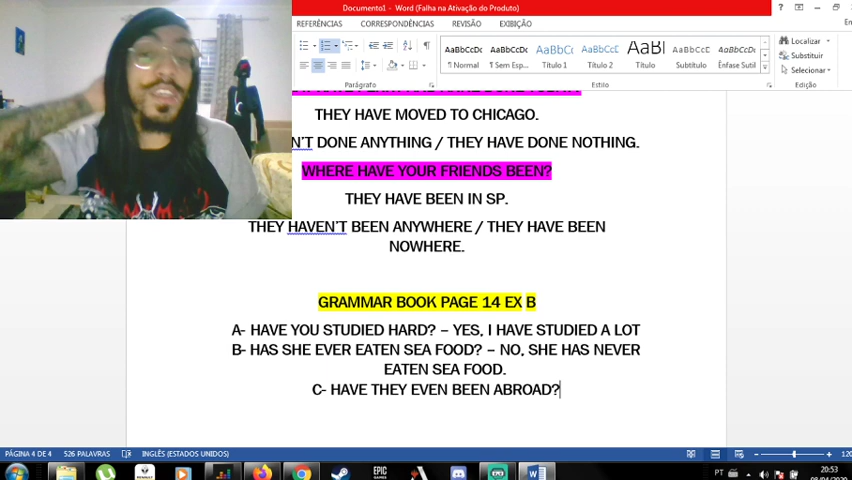 Documento1 - Word (Falha na Ativação do Produto)
REFERÊNCIAS CORRESPONDÊNCIAS REVISÃO EXIBIÇÃO
AaBbCcDc AaBbCcDc AaBbCc AaBbCcC AaBb AaBbCcD AaBbCcDc
¶ Normal ¶ Sem Esp... Título 1 Título 2 Título Subtítulo Ênfase Sutil
Localizar
Substituir
Selecionar
Parágrafo Estilo
THEY HAVE MOVED TO CHICAGO.
N'T DONE ANYTHING / THEY HAVE DONE NOTHING.
WHERE HAVE YOUR FRIENDS BEEN?
THEY HAVE BEEN IN SP.
THEY HAVEN'T BEEN ANYWHERE / THEY HAVE BEEN
NOWHERE.
GRAMMAR BOOK PAGE 14 EX B
A- HAVE YOU STUDIED HARD? – YES, I HAVE STUDIED A LOT
B- HAS SHE EVER EATEN SEA FOOD? – NO, SHE HAS NEVER
EATEN SEA FOOD.
C- HAVE THEY EVEN BEEN ABROAD?
PÁGINA 4 DE 4 526 PALAVRAS INGLÊS (ESTADOS UNIDOS)
EPIC
PT
20:53